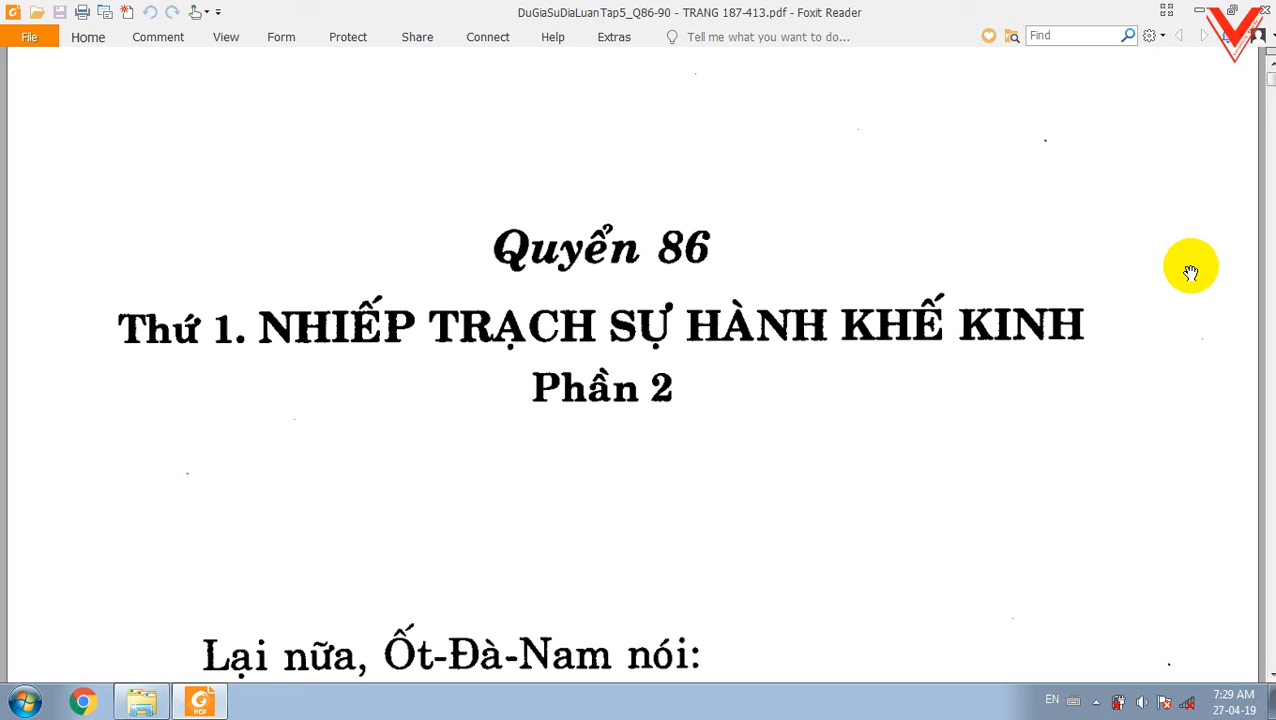 DuGiaSuDiaLuanTap5_Q86-90 - TRANG 187-413.pdf - Foxit Reader
File Home Comment View Form Protect Share Connect Help Extras Tell me what you want to do... Find
Quyển 86
Thứ 1. NHIẾP TRẠCH SỰ HÀNH KHẾ KINH
Phần 2
Lại nữa, Ốt-Đà-Nam nói:
PDF
EN
7:29 AM
27-04-19